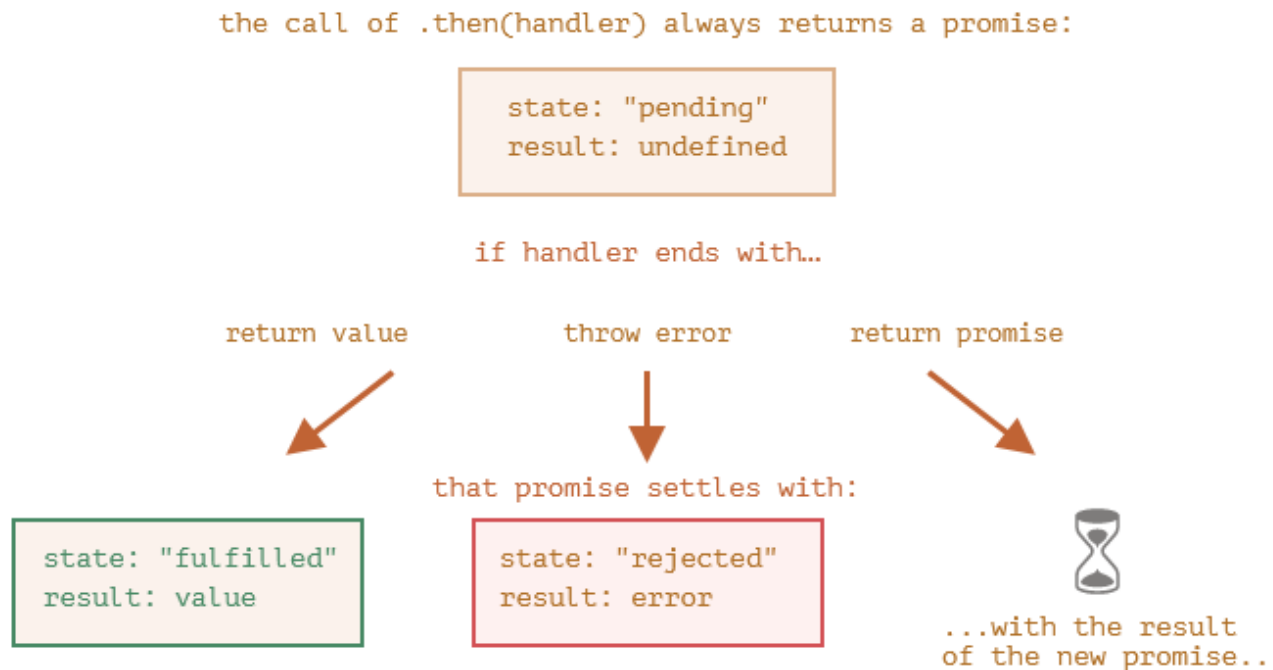 the call of .then(handler) always returns a promise:
state: "pending"
result: undefined
if handler ends with…
return value
throw error
return promise
that promise settles with:
state: "fulfilled"
result: value
state: "rejected"
result: error
...with the result
of the new promise..